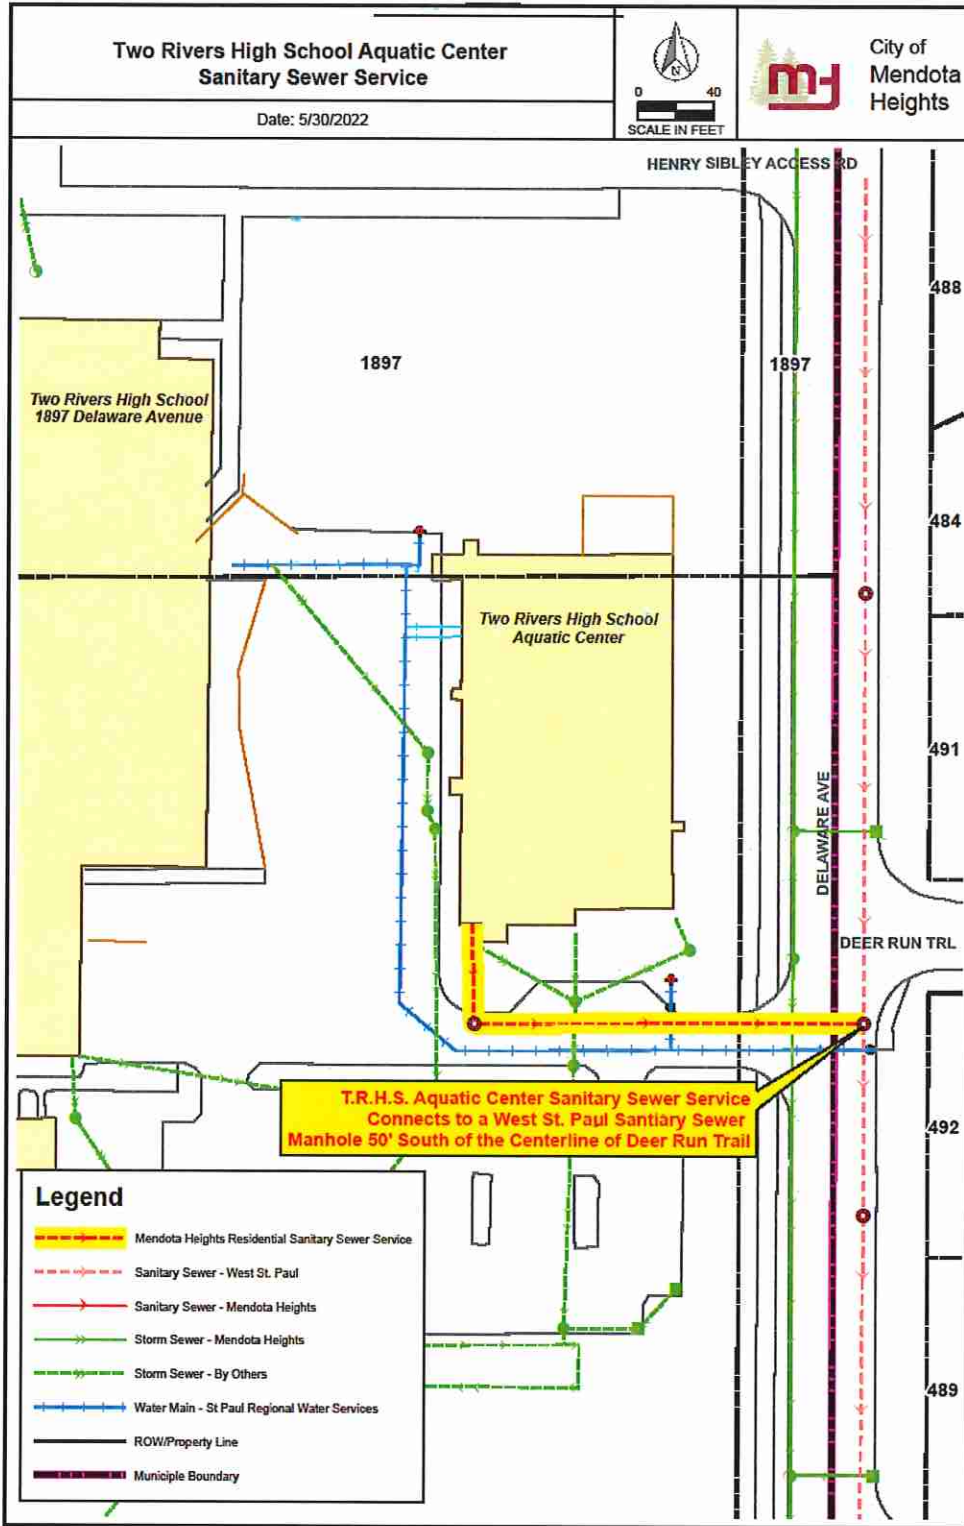 Two Rivers High School Aquatic Center
Sanitary Sewer Service
Date: 5/30/2022
N
0 40
SCALE IN FEET
City of
Mendota
Heights
HENRY SIBLEY ACCESS RD
488
1897
1897
Two Rivers High School
1897 Delaware Avenue
484
Two Rivers High School
Aquatic Center
491
DELAWARE AVE
DEER RUN TRL
T.R.H.S. Aquatic Center Sanitary Sewer Service
Connects to a West St. Paul Santiary Sewer
Manhole 50' South of the Centerline of Deer Run Trail
492
Legend
Mendota Heights Residential Sanitary Sewer Service
Sanitary Sewer - West St. Paul
Sanitary Sewer - Mendota Heights
Storm Sewer - Mendota Heights
Storm Sewer - By Others
Water Main - St Paul Regional Water Services
ROW/Property Line
Municiple Boundary
489